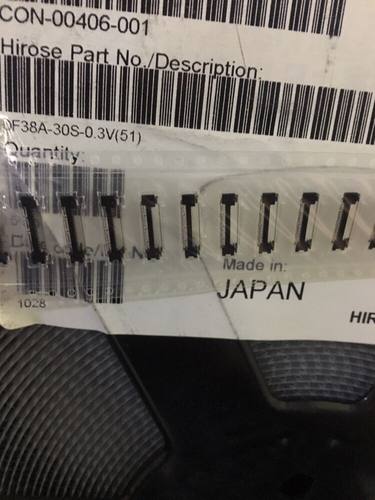 CON-00406-001
Hirose Part No./Description:
DF38A-30S-0.3V(51)
Quantity:
Made in:
JAPAN
1028
HIR